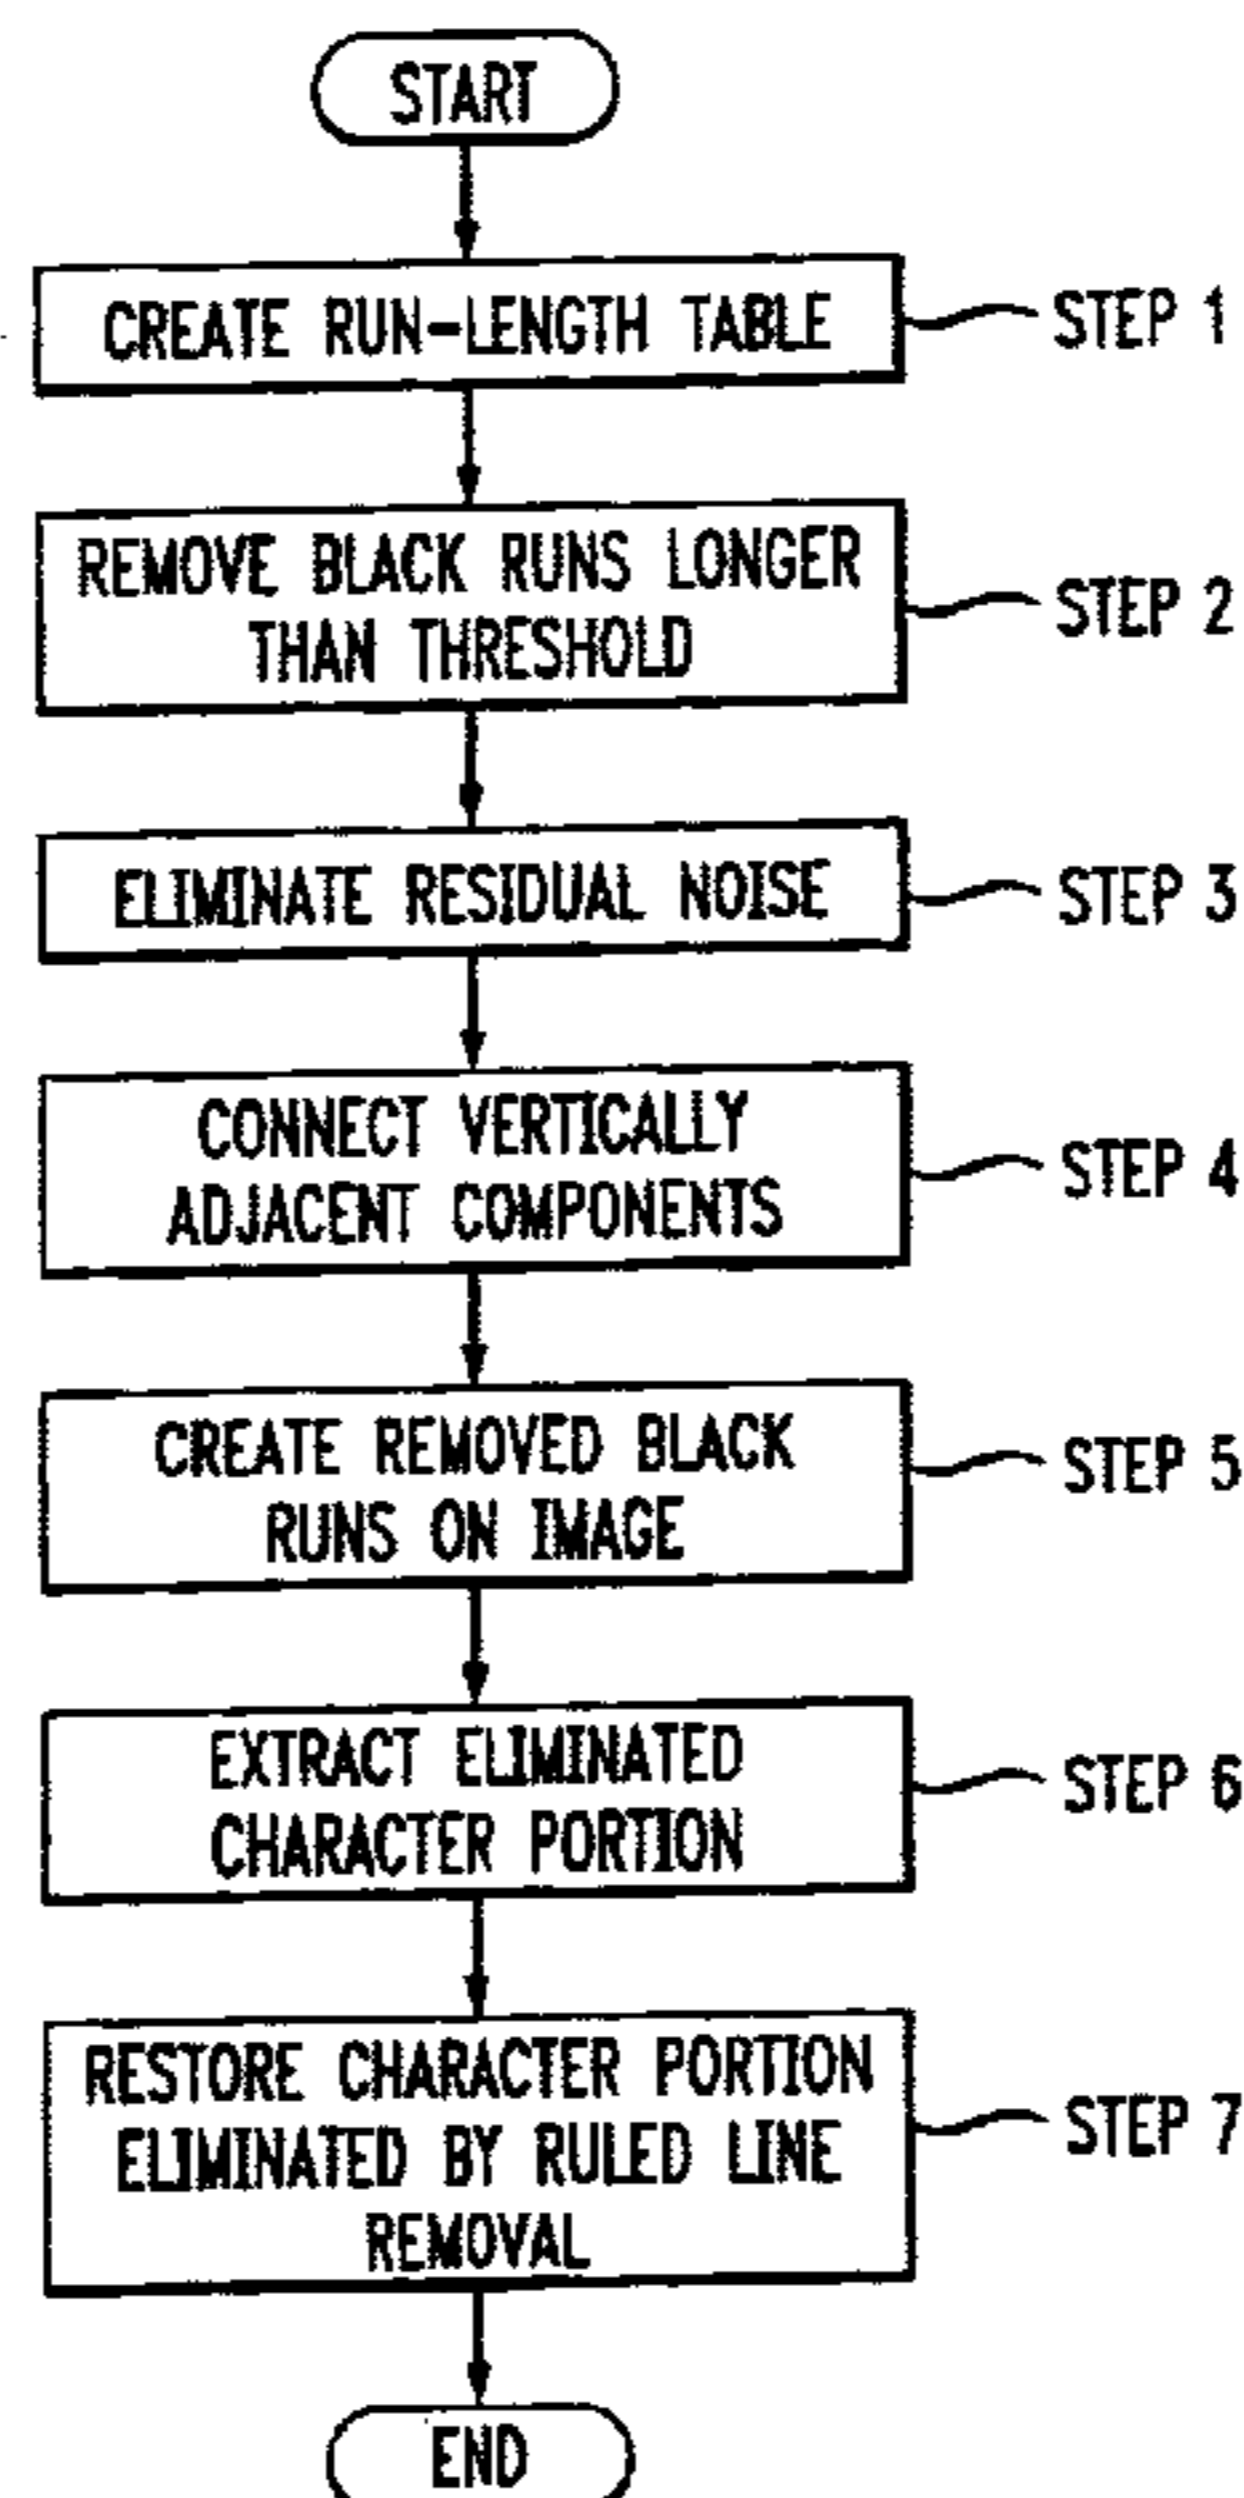 START
CREATE RUN-LENGTH TABLE
STEP 1
REMOVE BLACK RUNS LONGER
THAN THRESHOLD
STEP 2
ELIMINATE RESIDUAL NOISE
STEP 3
CONNECT VERTICALLY
ADJACENT COMPONENTS
STEP 4
CREATE REMOVED BLACK
RUNS ON IMAGE
STEP 5
EXTRACT ELIMINATED
CHARACTER PORTION
STEP 6
RESTORE CHARACTER PORTION
ELIMINATED BY RULED LINE
REMOVAL
STEP 7
END